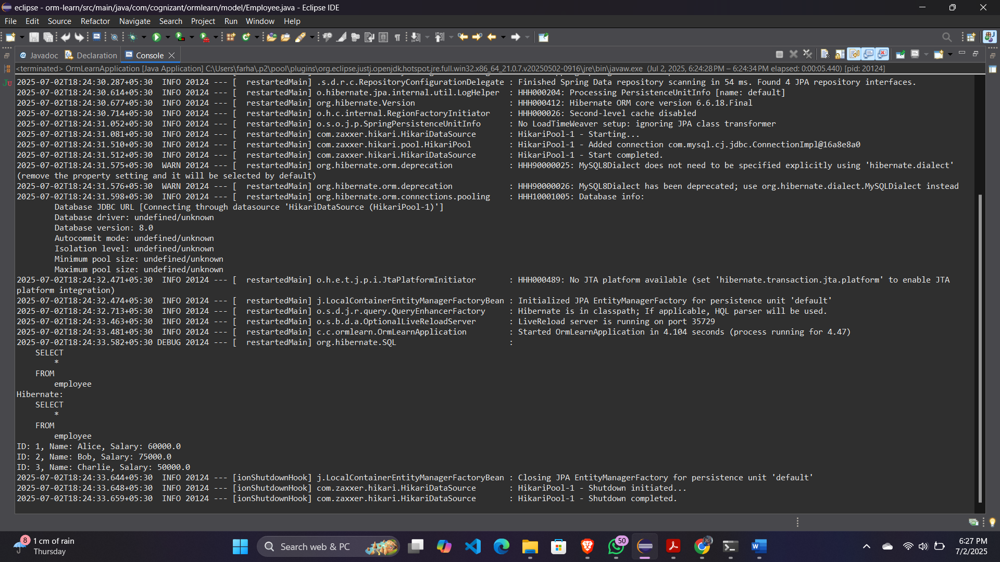 eclipse - orm-learn/src/main/java/com/cognizant/ormlearn/model/Employee.java - Eclipse IDE
File Edit Source Refactor Navigate Search Project Run Window Help
@ Javadoc Declaration Console
<terminated> OrmLearnApplication [Java Application] C:\Users\farha\.p2\pool\plugins\org.eclipse.justj.openjdk.hotspot.jre.full.win32.x86_64_21.0.7.v20250502-0916\jre\bin\javaw.exe (Jul 2, 2025, 6:24:28 PM – 6:24:34 PM elapsed: 0:00:05.440) [pid: 20124]
Ju
2025-07-02T18:24:30.287+05:30  INFO 20124 --- [  restartedMain] .s.d.r.c.RepositoryConfigurationDelegate : Finished Spring Data repository scanning in 54 ms. Found 4 JPA repository interfaces.
2025-07-02T18:24:30.614+05:30  INFO 20124 --- [  restartedMain] o.hibernate.jpa.internal.util.LogHelper  : HHH000204: Processing PersistenceUnitInfo [name: default]
2025-07-02T18:24:30.677+05:30  INFO 20124 --- [  restartedMain] org.hibernate.Version                    : HHH000412: Hibernate ORM core version 6.6.18.Final
2025-07-02T18:24:30.714+05:30  INFO 20124 --- [  restartedMain] o.h.c.internal.RegionFactoryInitiator    : HHH000026: Second-level cache disabled
2025-07-02T18:24:31.052+05:30  INFO 20124 --- [  restartedMain] o.s.o.j.p.SpringPersistenceUnitInfo      : No LoadTimeWeaver setup: ignoring JPA class transformer
2025-07-02T18:24:31.081+05:30  INFO 20124 --- [  restartedMain] com.zaxxer.hikari.HikariDataSource       : HikariPool-1 - Starting...
2025-07-02T18:24:31.510+05:30  INFO 20124 --- [  restartedMain] com.zaxxer.hikari.pool.HikariPool        : HikariPool-1 - Added connection com.mysql.cj.jdbc.ConnectionImpl@16a8e8a0
2025-07-02T18:24:31.512+05:30  INFO 20124 --- [  restartedMain] com.zaxxer.hikari.HikariDataSource       : HikariPool-1 - Start completed.
2025-07-02T18:24:31.575+05:30  WARN 20124 --- [  restartedMain] org.hibernate.orm.deprecation            : HHH90000025: MySQL8Dialect does not need to be specified explicitly using 'hibernate.dialect'
(remove the property setting and it will be selected by default)
2025-07-02T18:24:31.576+05:30  WARN 20124 --- [  restartedMain] org.hibernate.orm.deprecation            : HHH90000026: MySQL8Dialect has been deprecated; use org.hibernate.dialect.MySQLDialect instead
2025-07-02T18:24:31.598+05:30  INFO 20124 --- [  restartedMain] org.hibernate.orm.connections.pooling    : HHH10001005: Database info:
Database JDBC URL [Connecting through datasource 'HikariDataSource (HikariPool-1)']
Database driver: undefined/unknown
Database version: 8.0
Autocommit mode: undefined/unknown
Isolation level: undefined/unknown
Minimum pool size: undefined/unknown
Maximum pool size: undefined/unknown
2025-07-02T18:24:32.471+05:30  INFO 20124 --- [  restartedMain] o.h.e.t.j.p.i.JtaPlatformInitiator       : HHH000489: No JTA platform available (set 'hibernate.transaction.jta.platform' to enable JTA
platform integration)
2025-07-02T18:24:32.474+05:30  INFO 20124 --- [  restartedMain] j.LocalContainerEntityManagerFactoryBean : Initialized JPA EntityManagerFactory for persistence unit 'default'
2025-07-02T18:24:32.713+05:30  INFO 20124 --- [  restartedMain] o.s.d.j.r.query.QueryEnhancerFactory     : Hibernate is in classpath; If applicable, HQL parser will be used.
2025-07-02T18:24:33.463+05:30  INFO 20124 --- [  restartedMain] o.s.b.d.a.OptionalLiveReloadServer       : LiveReload server is running on port 35729
2025-07-02T18:24:33.481+05:30  INFO 20124 --- [  restartedMain] c.c.ormlearn.OrmLearnApplication         : Started OrmLearnApplication in 4.104 seconds (process running for 4.47)
2025-07-02T18:24:33.582+05:30 DEBUG 20124 --- [  restartedMain] org.hibernate.SQL                        :
SELECT
*
FROM
employee
Hibernate:
SELECT
*
FROM
employee
ID: 1, Name: Alice, Salary: 60000.0
ID: 2, Name: Bob, Salary: 75000.0
ID: 3, Name: Charlie, Salary: 50000.0
2025-07-02T18:24:33.644+05:30  INFO 20124 --- [ionShutdownHook] j.LocalContainerEntityManagerFactoryBean : Closing JPA EntityManagerFactory for persistence unit 'default'
2025-07-02T18:24:33.648+05:30  INFO 20124 --- [ionShutdownHook] com.zaxxer.hikari.HikariDataSource       : HikariPool-1 - Shutdown initiated...
2025-07-02T18:24:33.659+05:30  INFO 20124 --- [ionShutdownHook] com.zaxxer.hikari.HikariDataSource       : HikariPool-1 - Shutdown completed.
8 1 cm of rain
Thursday
Search web & PC
50
6:27 PM
7/2/2025